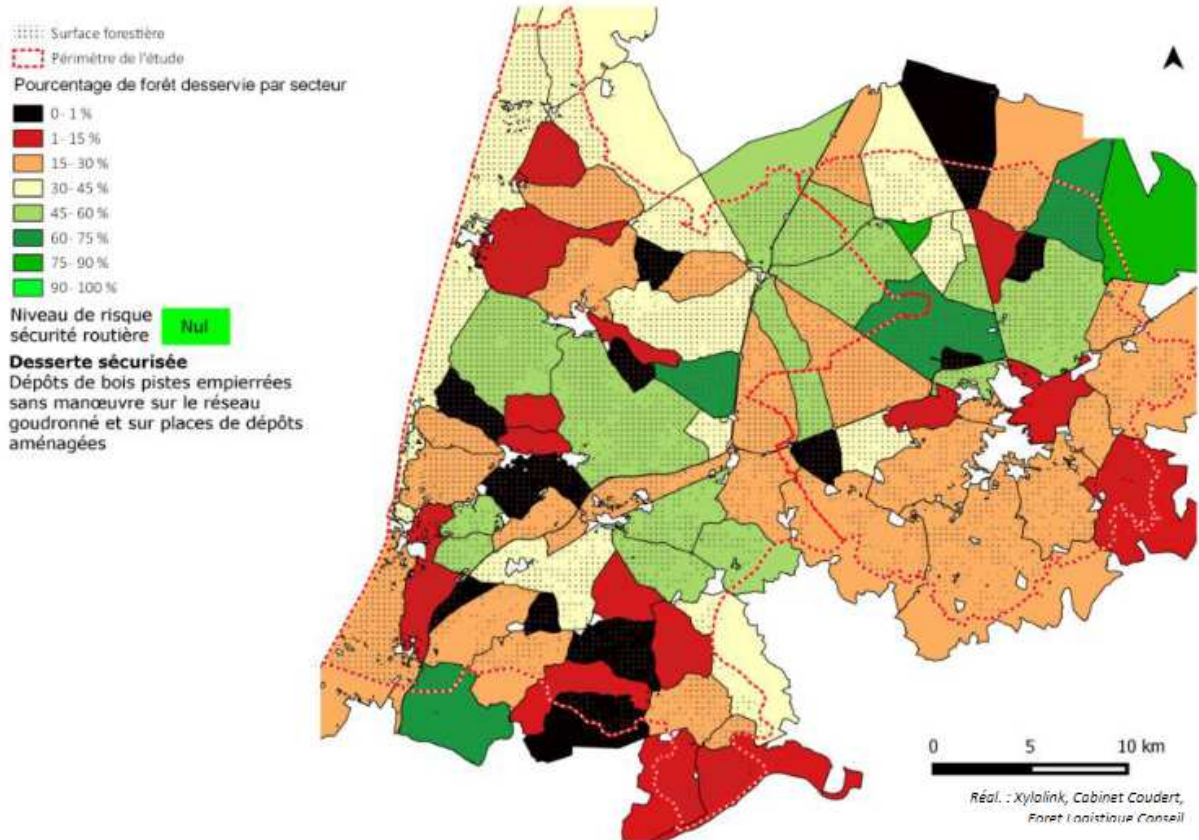 Surface forestière
Périmètre de l'étude
Pourcentage de forêt desservie par secteur
0- 1 %
1- 15 %
15- 30 %
30- 45 %
45- 60 %
60- 75 %
75- 90 %
90- 100 %
Niveau de risque
sécurité routière
Nul
Desserte sécurisée
Dépôts de bois pistes empierrées
sans manœuvre sur le réseau
goudronné et sur places de dépôts
aménagées
0 5 10 km
Réal. : Xylolink, Cabinet Coudert,
Foret Logistique Conseil